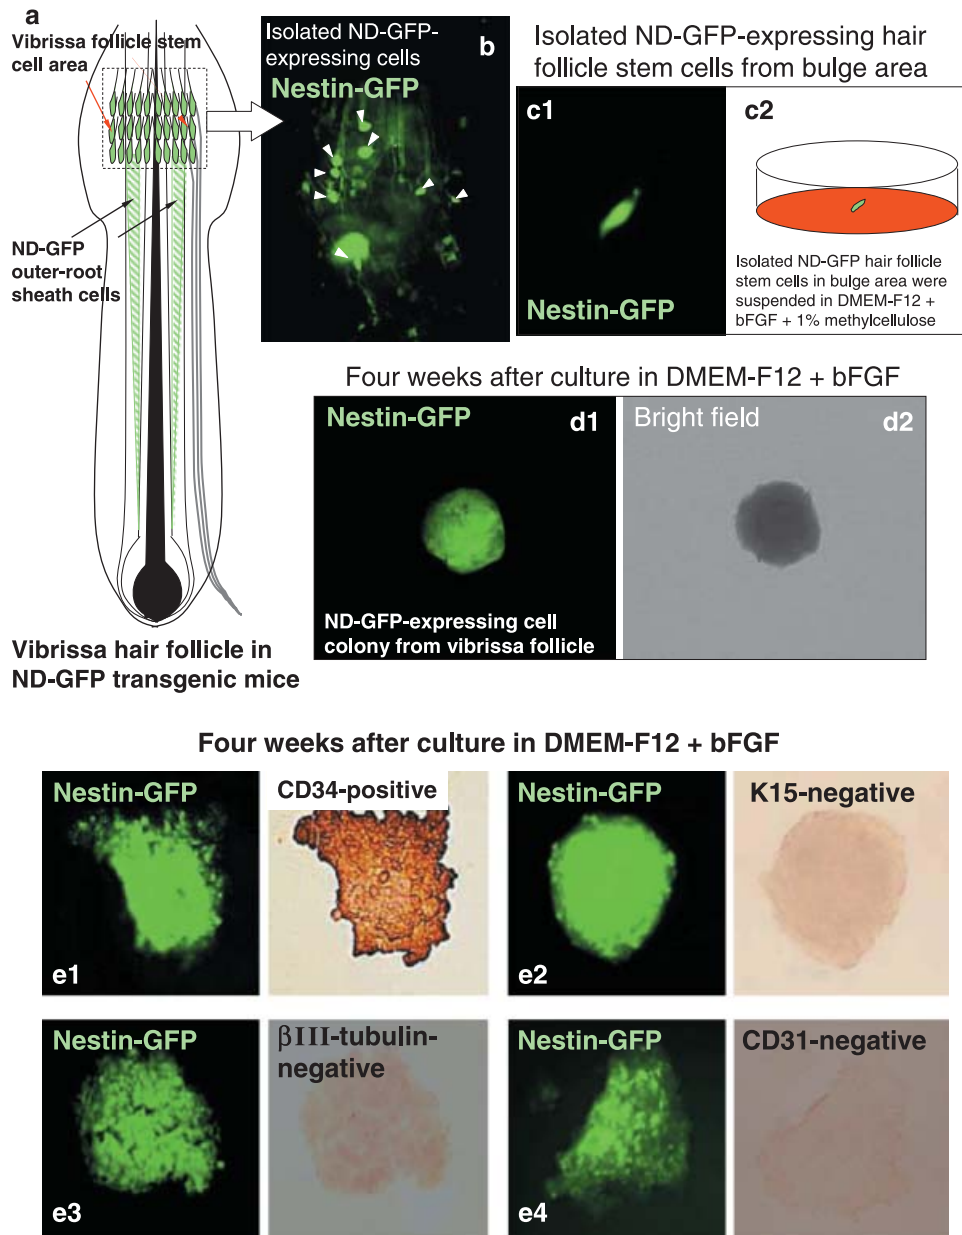 a
Vibrissa follicle stem
cell area
ND-GFP
outer-root
sheath cells
Vibrissa hair follicle in
ND-GFP transgenic mice
Isolated ND-GFP-
expressing cells
b
Nestin-GFP
Isolated ND-GFP-expressing hair
follicle stem cells from bulge area
c1
Nestin-GFP
c2
Isolated ND-GFP hair follicle
stem cells in bulge area were
suspended in DMEM-F12 +
bFGF + 1% methylcellulose
Four weeks after culture in DMEM-F12 + bFGF
Nestin-GFP
d1
ND-GFP-expressing cell
colony from vibrissa follicle
Bright field
d2
Four weeks after culture in DMEM-F12 + bFGF
Nestin-GFP
e1
CD34-positive
Nestin-GFP
e2
K15-negative
Nestin-GFP
e3
βIII-tubulin-
negative
Nestin-GFP
e4
CD31-negative